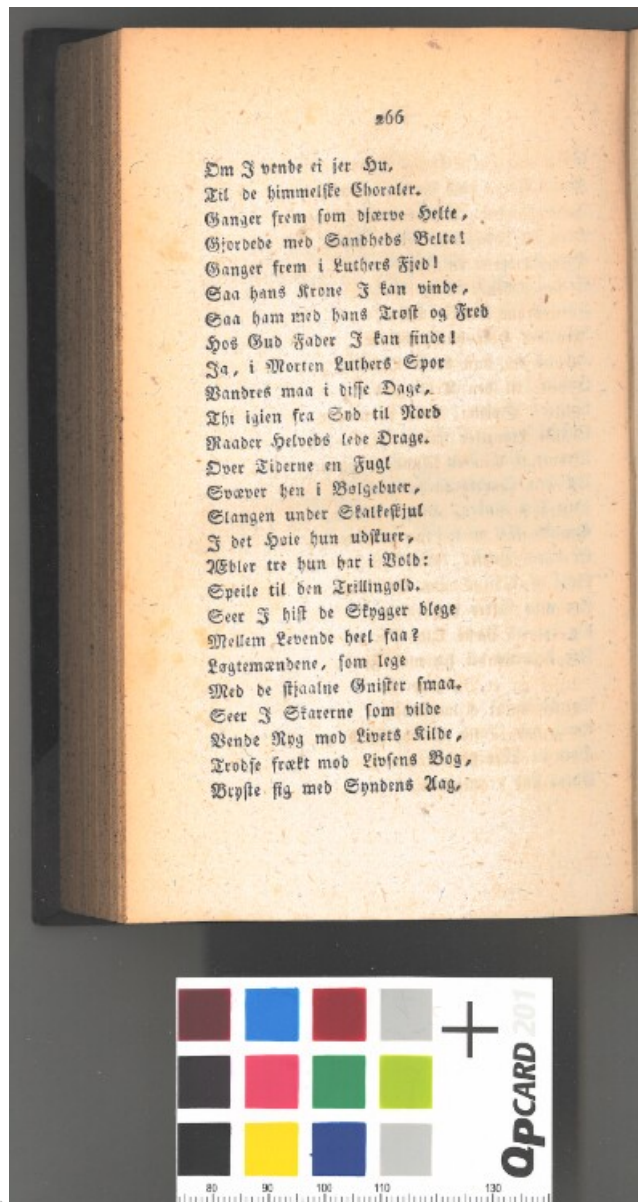 266
Om I vende ei jer Hu,
Til de himmelske Choraler.
Ganger frem som djærve Helte,
Gjordede med Sandheds Belte!
Ganger frem i Luthers Fjed!
Saa hans Krone I kan vinde,
Saa ham med hans Trøst og Fred
Hos Gud Fader I kan finde!
Ja, i Morten Luthers Spor
Vandres maa i disse Dage,
Thi igien fra Syd til Nord
Raader Helveds lede Drage.
Over Tiderne en Fugl
Svæver hen i Bølgebuer,
Slangen under Skalkeskjul
I det Høie hun udskuer,
Æbler tre hun har i Vold:
Speile til den Trillingold.
Seer I hist de Skygger blege
Mellem Levende heel faa?
Løgtemændene, som lege
Med de stjaalne Gnister smaa.
Seer I Skarerne som vilde
Vende Ryg mod Livets Kilde,
Trodse frækt mod Livsens Bog,
Bryste sig med Syndens Aag,
QPCARD 201
80 90 100 110 130